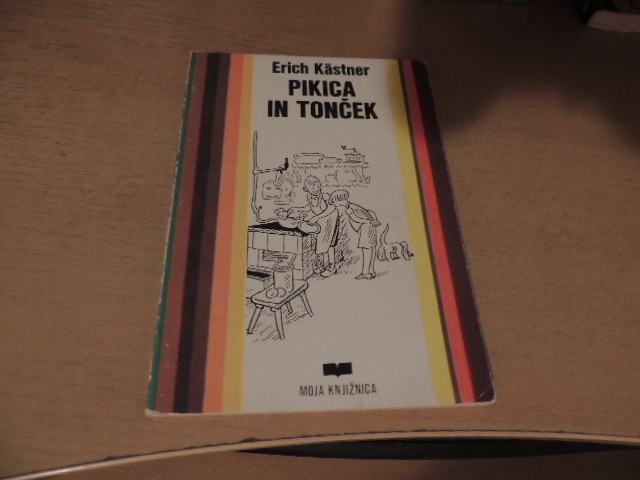 Erich Kästner
PIKICA
IN TONČEK
MOJA KNJIŽNICA